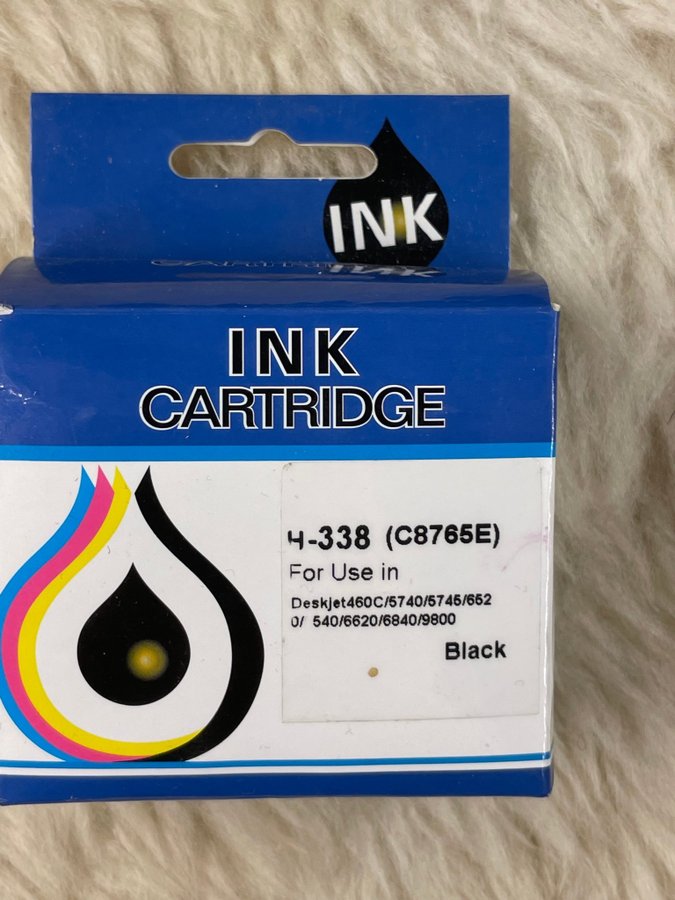 INK
INK
CARTRIDGE
H-338 (C8765E)
For Use in
Deskjet460C/5740/5745/652
0/ 540/6620/6840/9800
Black